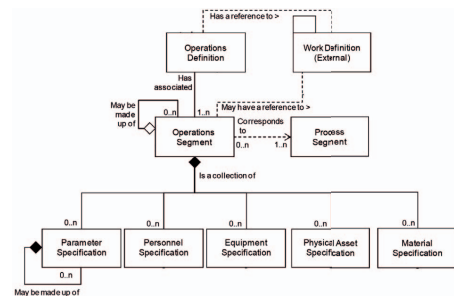 Has a reference to >
Operations
Definition
Work Definition
(External)
Has
associated
May be
made
up of
0..n
1..n
May have a reference to >
Operations
Segment
Corresponds
to
0..n
1..n
Process
Segment
Is a collection of
0..n
0..n
0..n
0..n
0..n
Parameter
Specification
Personnel
Specification
Equipment
Specification
Physical Asset
Specification
Material
Specification
0..n
May be made up of